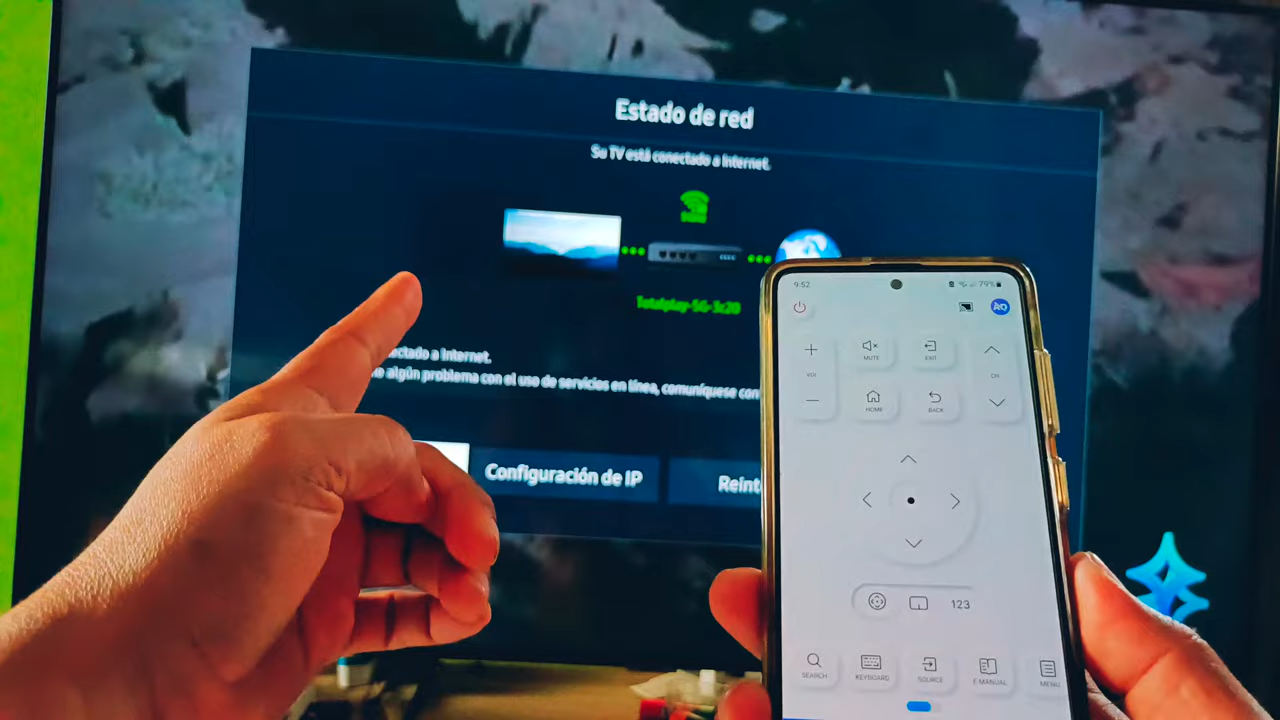 Estado de red
Su TV está conectado a Internet.
Totalplay-5G-3c20
ectado a Internet.
algún problema con el uso de servicios en línea, comuníquese con
Configuración de IP
Reint
9:52
79%
AO
VOL
MUTE
EXIT
CH
HOME
BACK
123
SEARCH
KEYBOARD
SOURCE
E-MANUAL
MENU